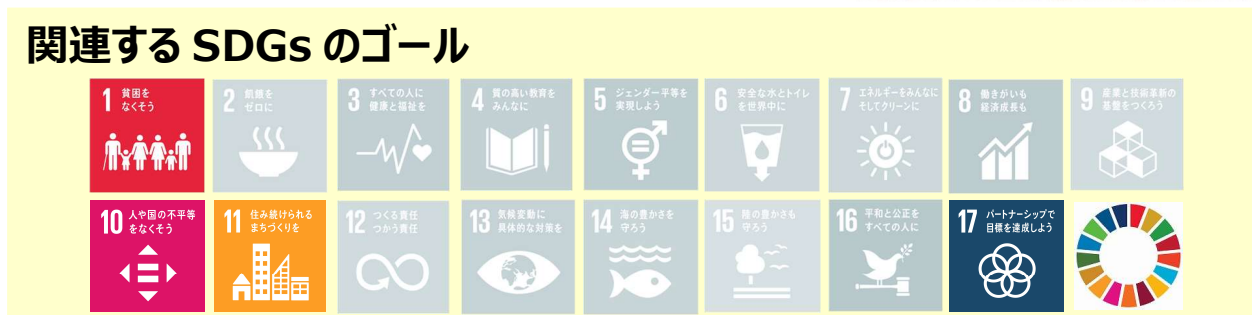 関連する SDGs のゴール
1 貧困を
なくそう
2 飢餓を
ゼロに
3 すべての人に
健康と福祉を
4 質の高い教育を
みんなに
5 ジェンダー平等を
実現しよう
6 安全な水とトイレ
を世界中に
7 エネルギーをみんなに
そしてクリーンに
8 働きがいも
経済成長も
9 産業と技術革新の
基盤をつくろう
10 人や国の不平等
をなくそう
11 住み続けられる
まちづくりを
12 つくる責任
つかう責任
13 気候変動に
具体的な対策を
14 海の豊かさを
守ろう
15 陸の豊かさも
守ろう
16 平和と公正を
すべての人に
17 パートナーシップで
目標を達成しよう